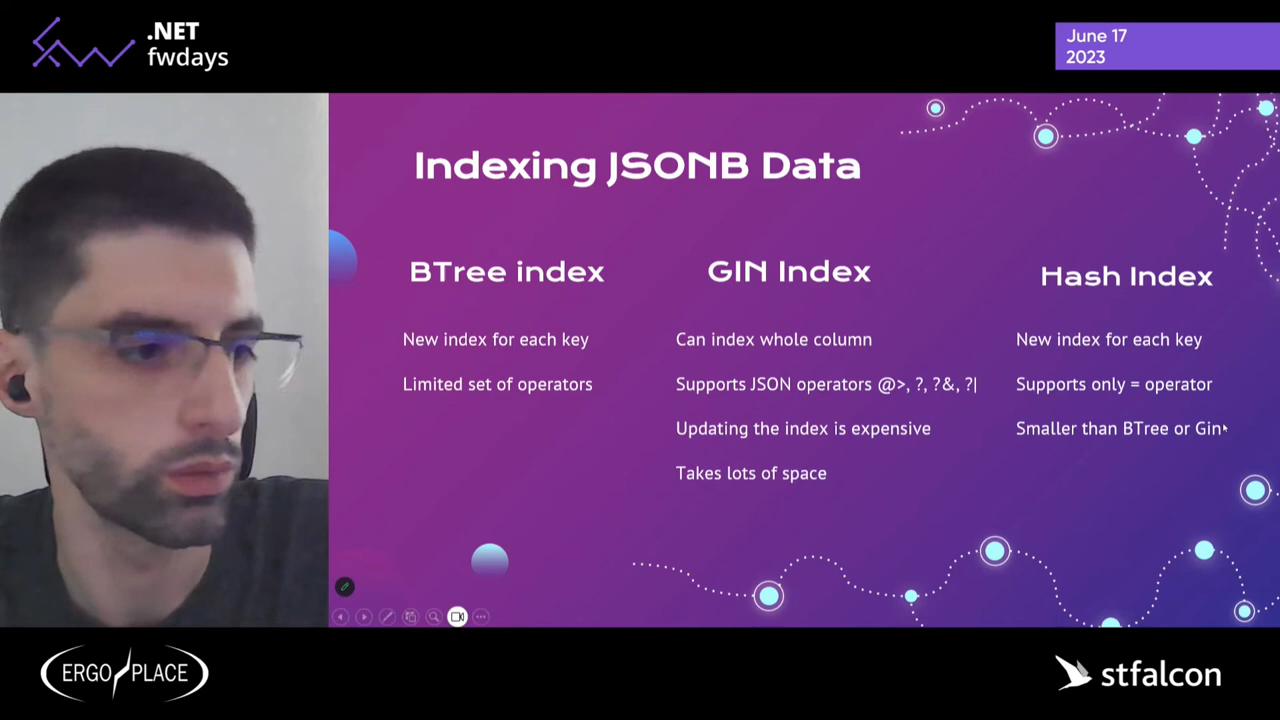 .NET
fwdays
June 17
2023
Indexing JSONB Data
BTree index
New index for each key
Limited set of operators
GIN Index
Can index whole column
Supports JSON operators @>, ?, ?&, ?|
Updating the index is expensive
Takes lots of space
Hash Index
New index for each key
Supports only = operator
Smaller than BTree or Gin
ERGO PLACE
stfalcon